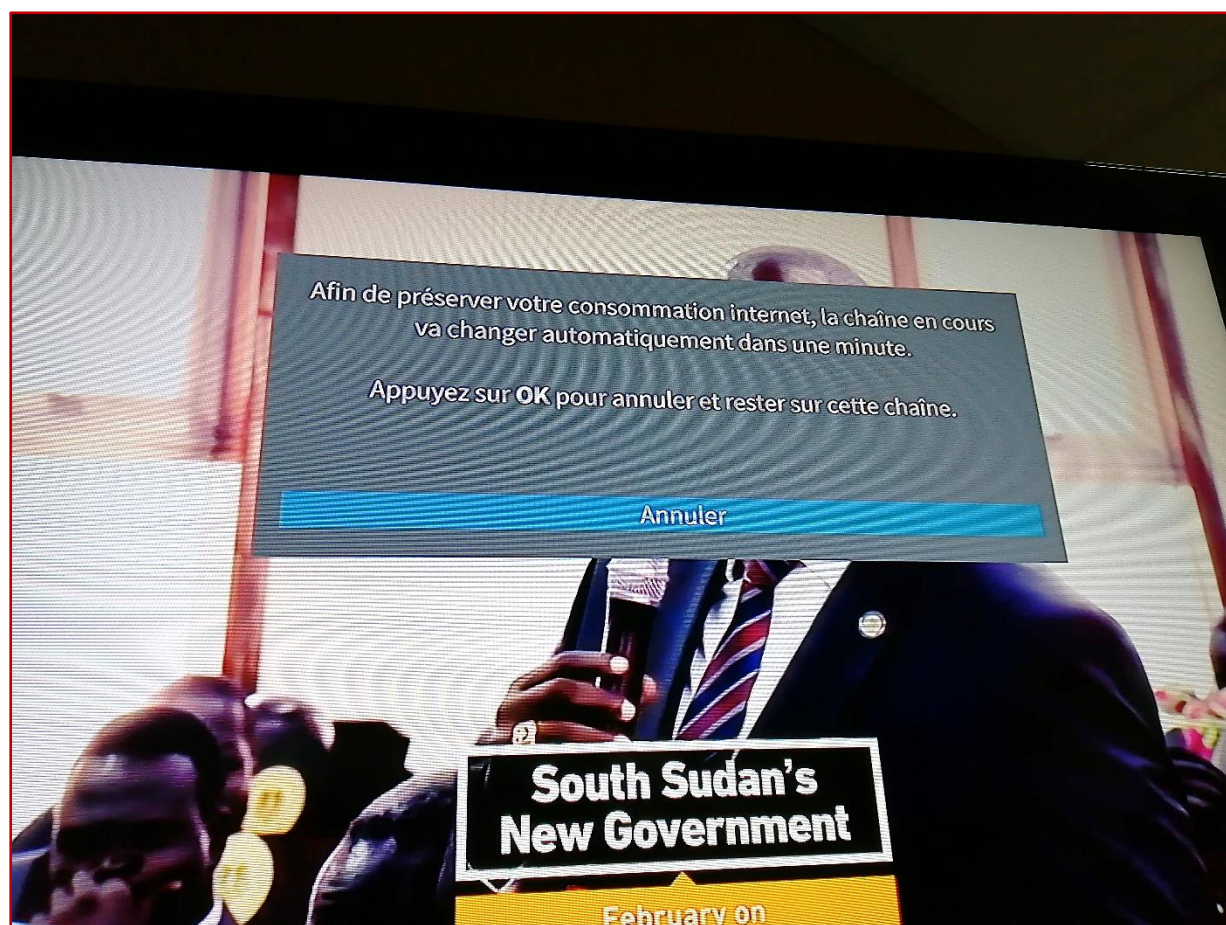 Afin de préserver votre consommation internet, la chaîne en cours
va changer automatiquement dans une minute.
Appuyez sur OK pour annuler et rester sur cette chaîne.
Annuler
South Sudan's
New Government
February on